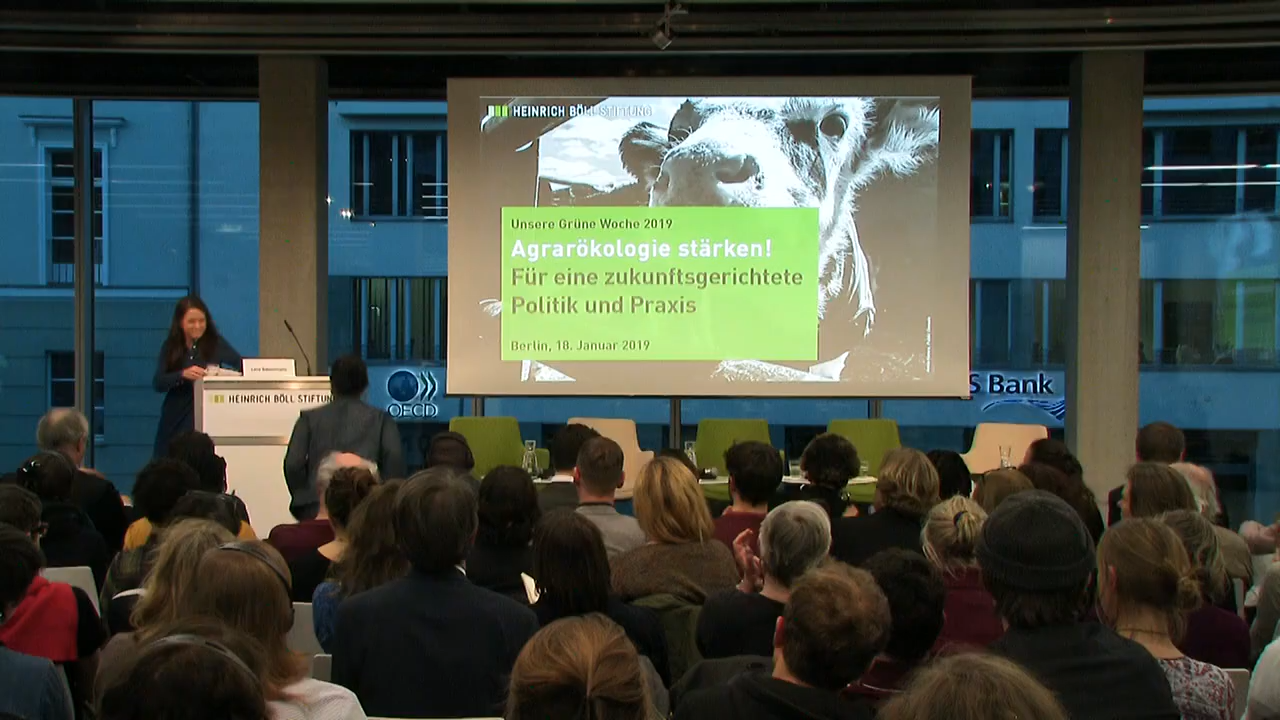 HEINRICH BÖLL STIFTUNG
Unsere Grüne Woche 2019
Agrarökologie stärken!
Für eine zukunftsgerichtete
Politik und Praxis
Berlin, 18. Januar 2019
HEINRICH BÖLL STIFTUN
OECD
S Bank